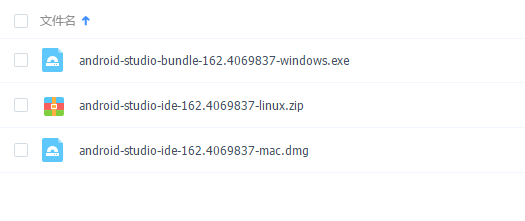 文件名
android-studio-bundle-162.4069837-windows.exe
android-studio-ide-162.4069837-linux.zip
android-studio-ide-162.4069837-mac.dmg